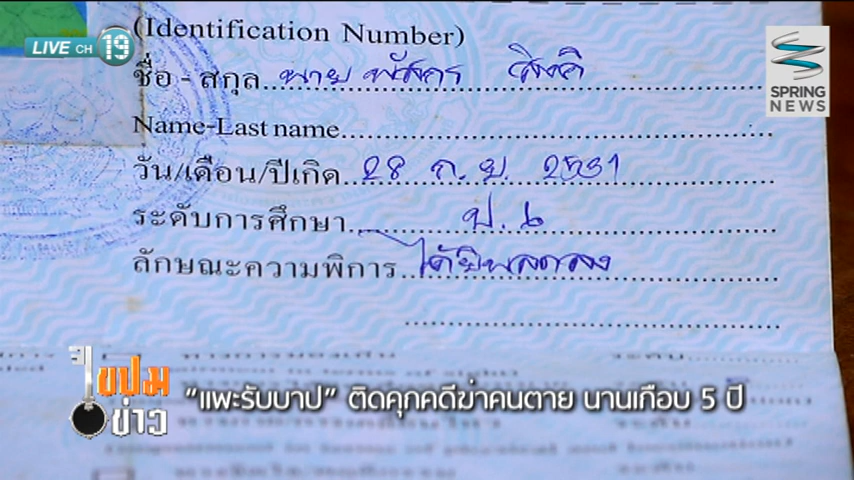 (Identification Number)
LIVE CH 19
SPRING
NEWS
ชื่อ - สกุล นาย
Name-Last name
วัน/เดือน/ปีเกิด 28 ก.ย. 2531
ระดับการศึกษา ป.6
ลักษณะความพิการ ได้ยินลดลง
ไขปม
ข่าว
“แพะรับบาป” ติดคุกคดีฆ่าคนตาย นานเกือบ 5 ปี